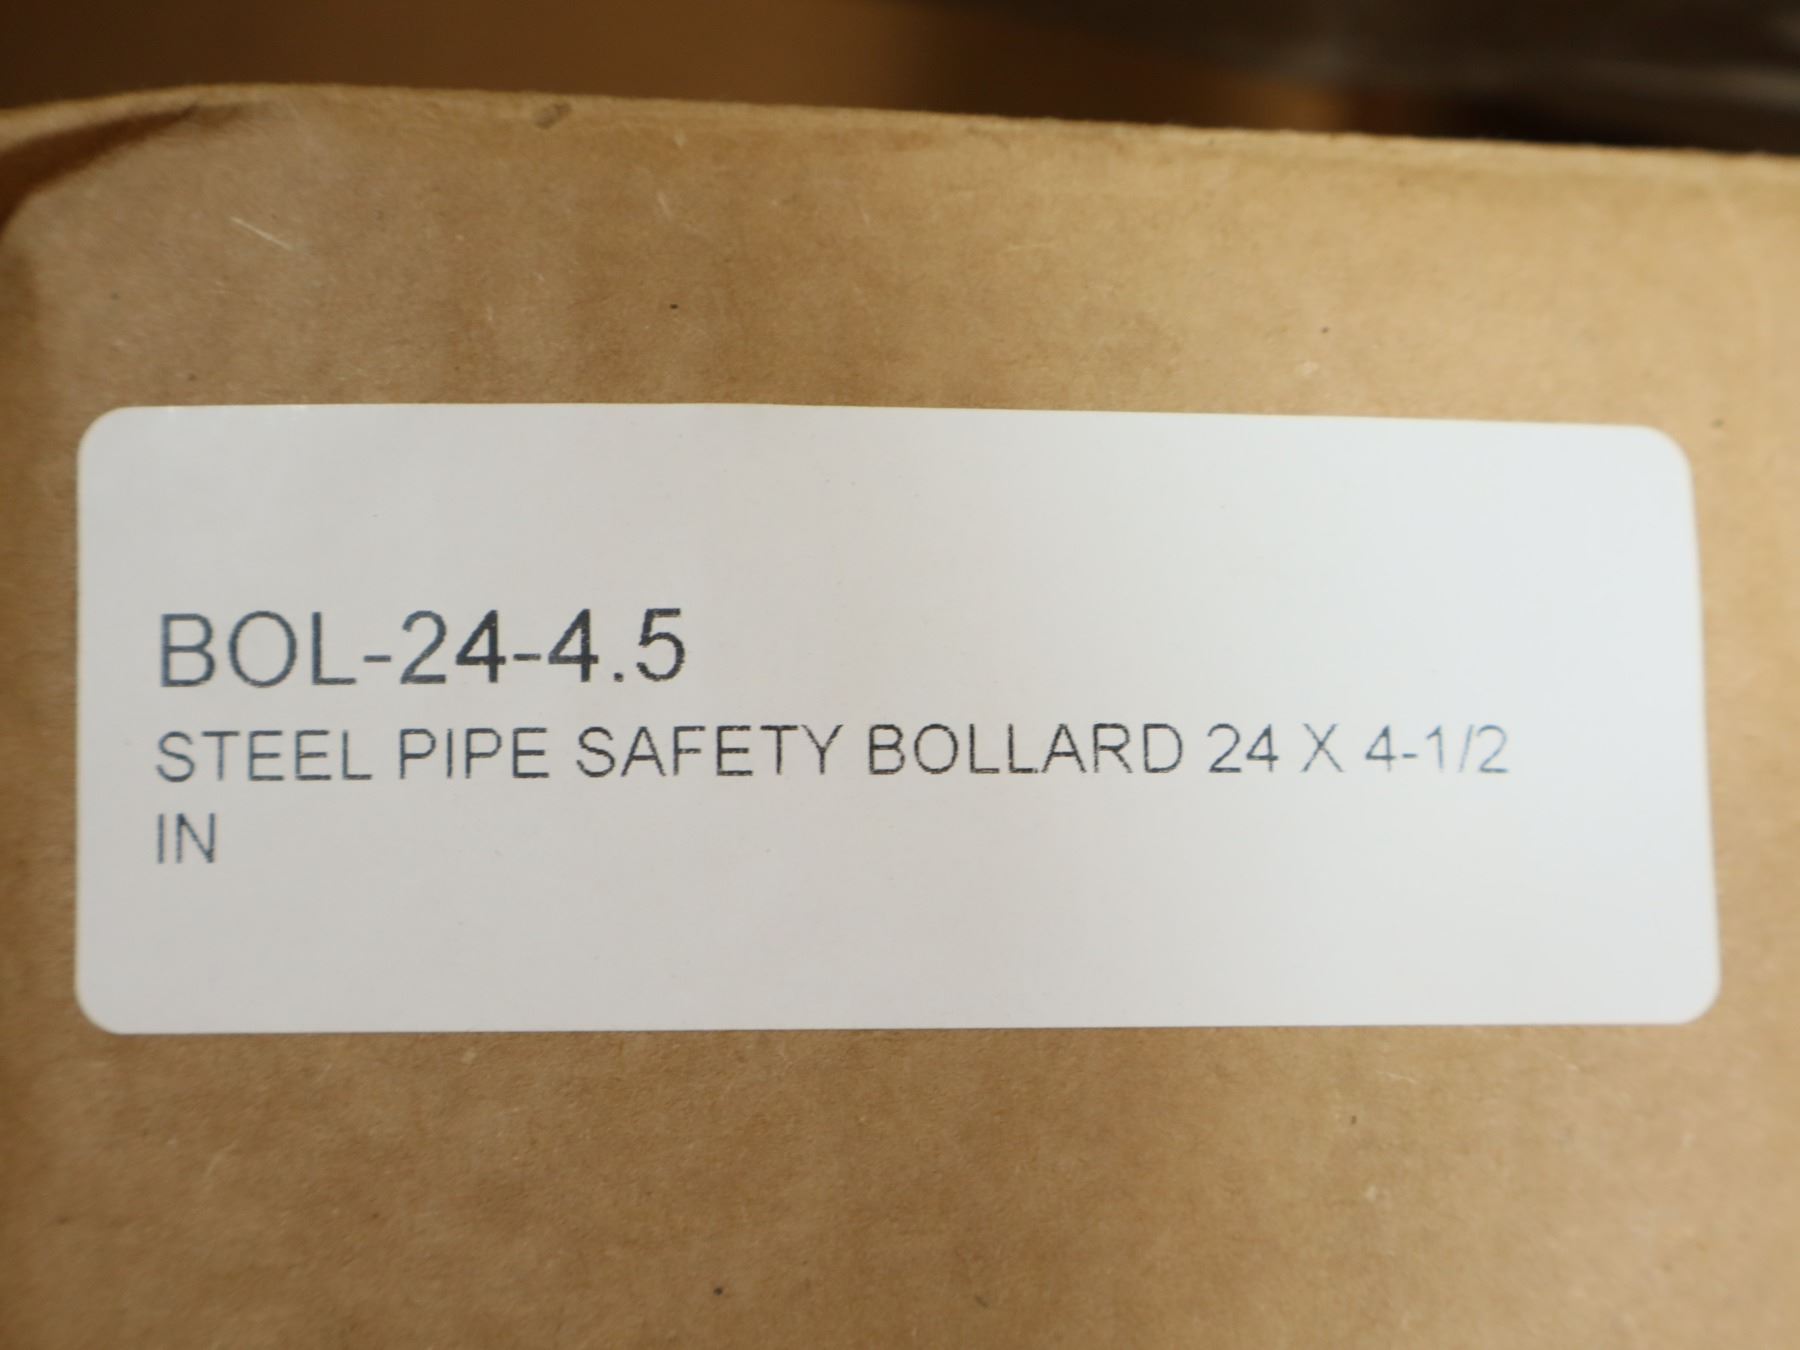 BOL-24-4.5
STEEL PIPE SAFETY BOLLARD 24 X 4-1/2
IN